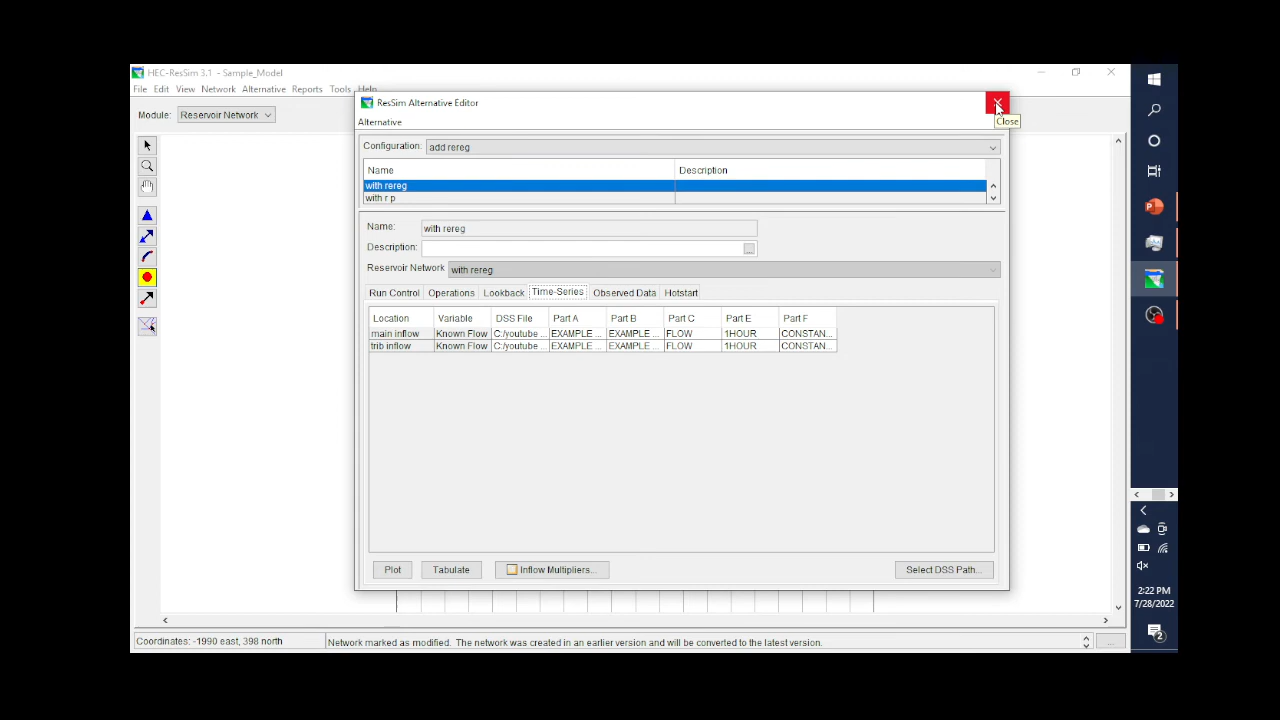 HEC-ResSim 3.1 - Sample_Model
File Edit View Network Alternative Reports Tools Help
Module: Reservoir Network
ResSim Alternative Editor
Close
Alternative
Configuration: add rereg
Name Description
with rereg
with r p
Name: with rereg
Description: ...
Reservoir Network with rereg
Run Control Operations Lookback Time-Series Observed Data Hotstart
Location Variable DSS File Part A Part B Part C Part E Part F
main inflow Known Flow C:/youtube ... EXAMPLE ... EXAMPLE ... FLOW 1HOUR CONSTAN...
trib inflow Known Flow C:/youtube ... EXAMPLE ... EXAMPLE ... FLOW 1HOUR CONSTAN...
Plot Tabulate Inflow Multipliers... Select DSS Path...
Coordinates: -1990 east, 398 north Network marked as modified. The network was created in an earlier version and will be converted to the latest version. ...
2:22 PM
7/28/2022
2